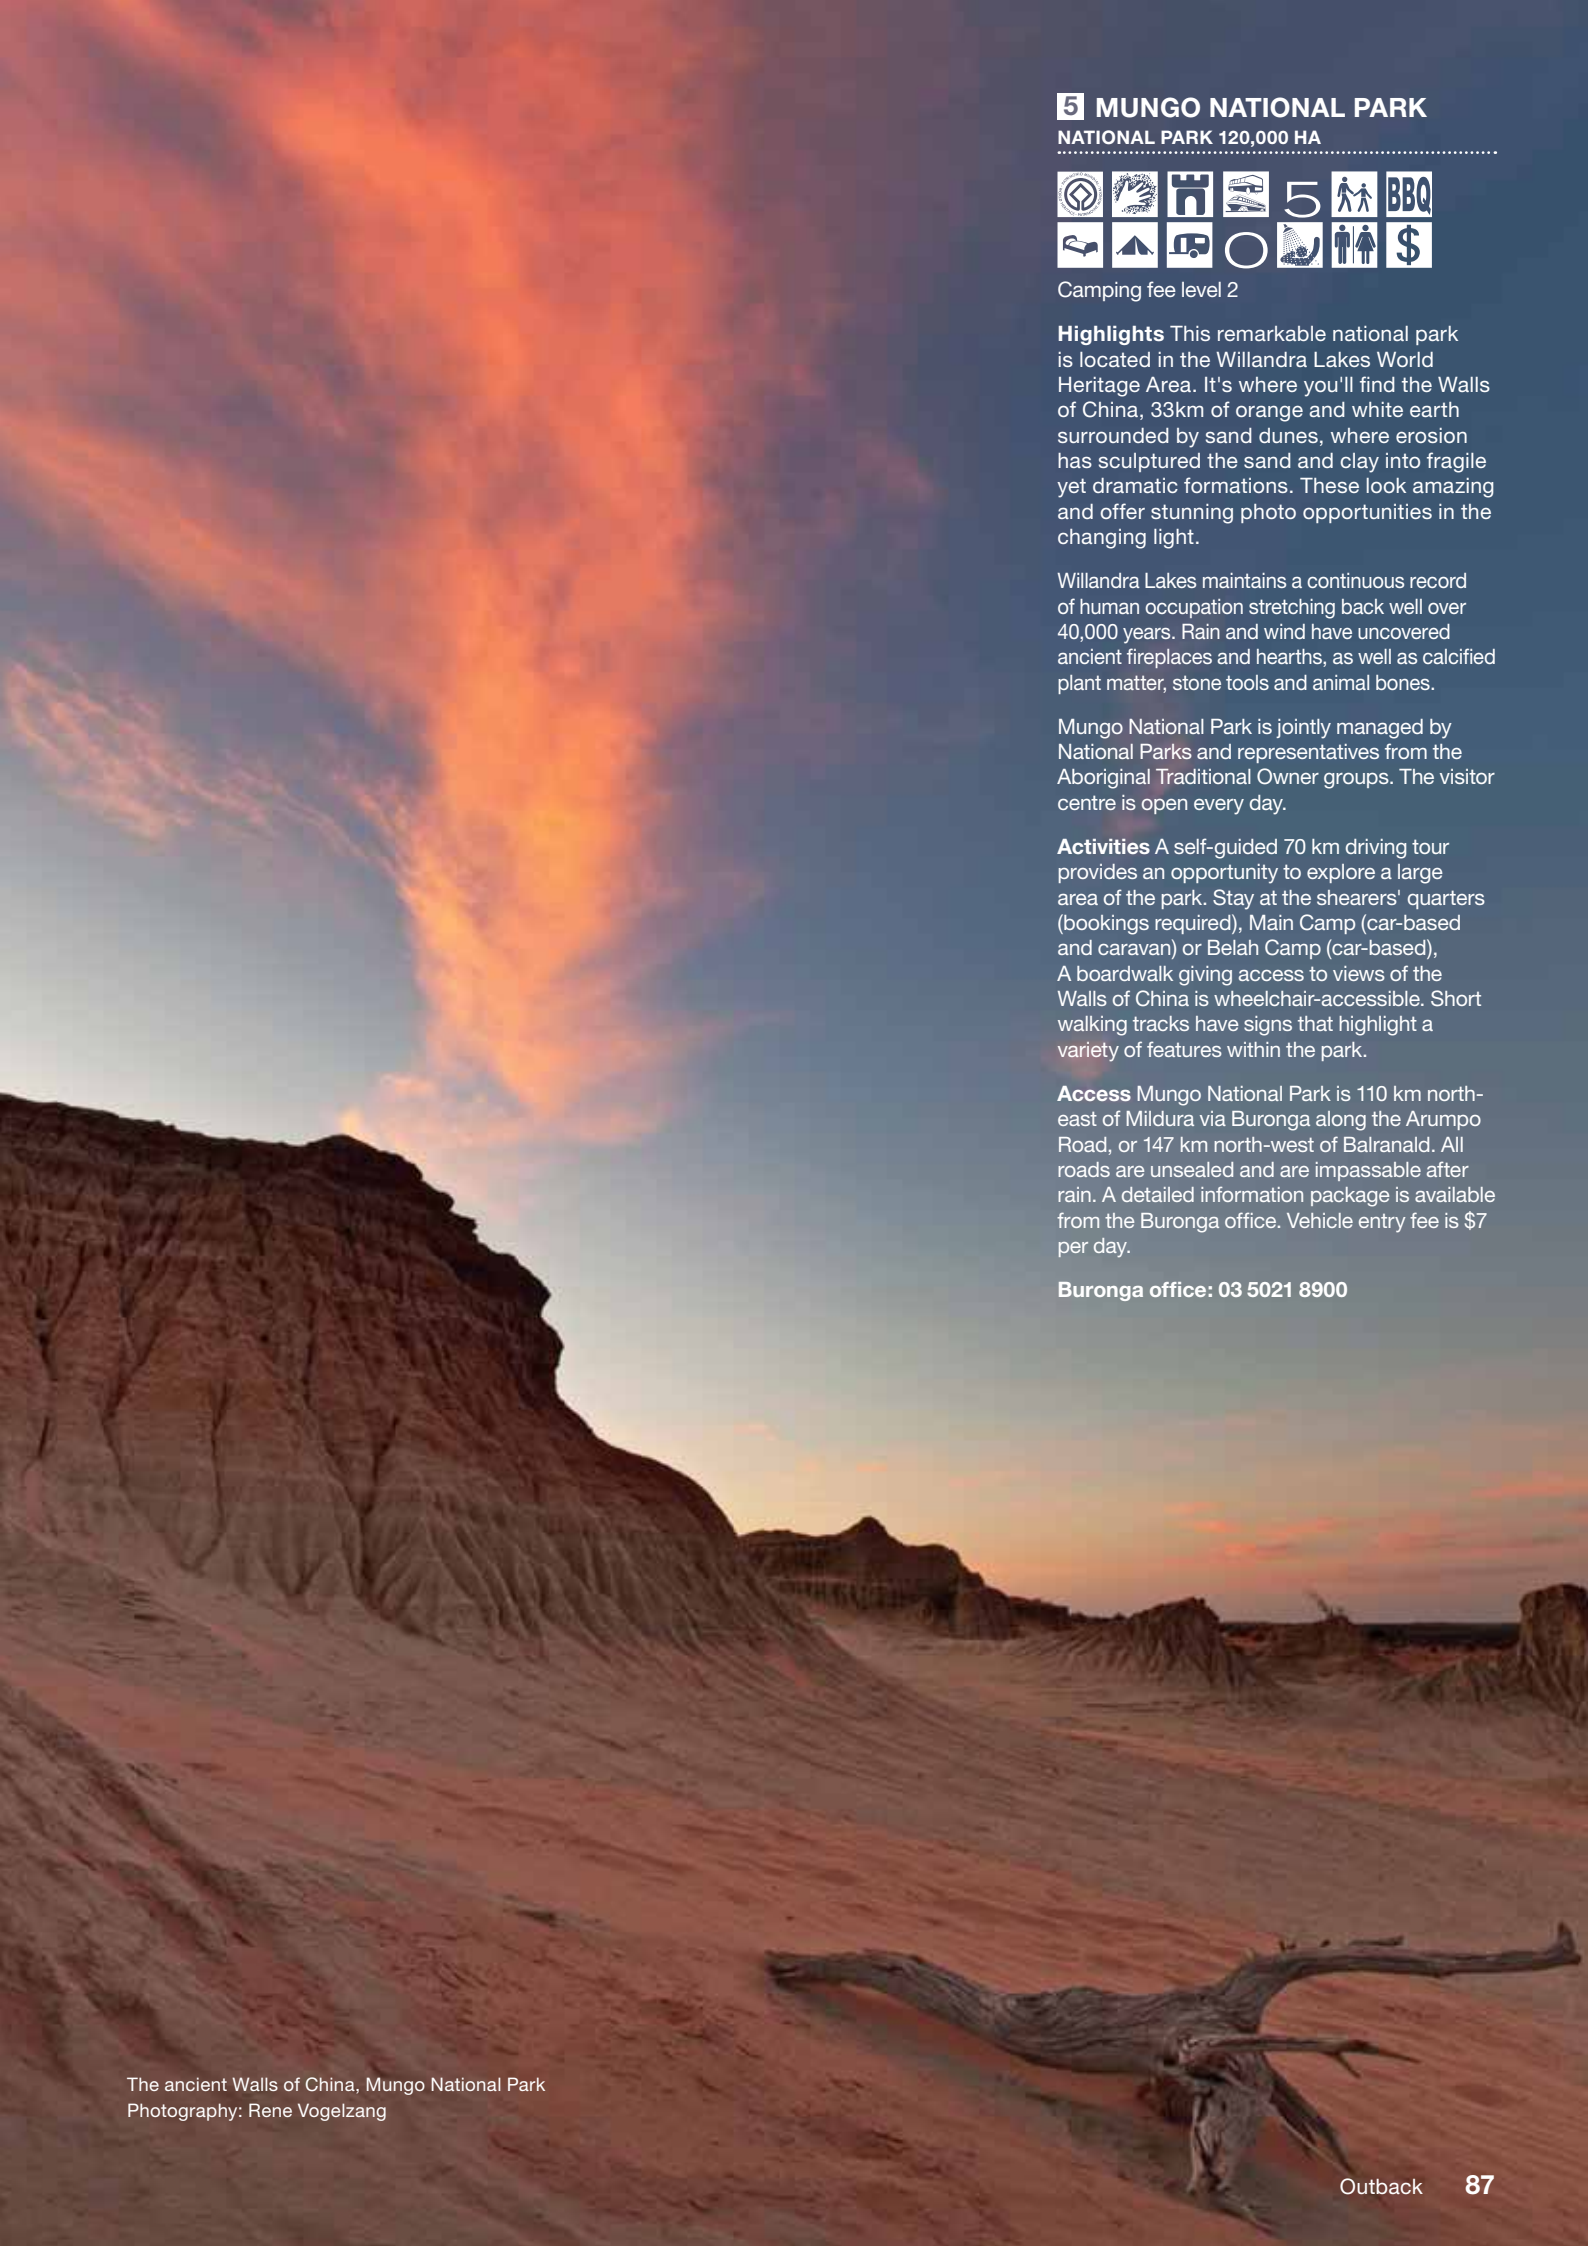 5 MUNGO NATIONAL PARK
NATIONAL PARK 120,000 HA
5
BBQ
O
$
Camping fee level 2
Highlights This remarkable national park
is located in the Willandra Lakes World
Heritage Area. It's where you'll find the Walls
of China, 33km of orange and white earth
surrounded by sand dunes, where erosion
has sculptured the sand and clay into fragile
yet dramatic formations. These look amazing
and offer stunning photo opportunities in the
changing light.
Willandra Lakes maintains a continuous record
of human occupation stretching back well over
40,000 years. Rain and wind have uncovered
ancient fireplaces and hearths, as well as calcified
plant matter, stone tools and animal bones.
Mungo National Park is jointly managed by
National Parks and representatives from the
Aboriginal Traditional Owner groups. The visitor
centre is open every day.
Activities A self-guided 70 km driving tour
provides an opportunity to explore a large
area of the park. Stay at the shearers' quarters
(bookings required), Main Camp (car-based
and caravan) or Belah Camp (car-based),
A boardwalk giving access to views of the
Walls of China is wheelchair-accessible. Short
walking tracks have signs that highlight a
variety of features within the park.
Access Mungo National Park is 110 km north-
east of Mildura via Buronga along the Arumpo
Road, or 147 km north-west of Balranald. All
roads are unsealed and are impassable after
rain. A detailed information package is available
from the Buronga office. Vehicle entry fee is $7
per day.
Buronga office: 03 5021 8900
The ancient Walls of China, Mungo National Park
Photography: Rene Vogelzang
Outback 87